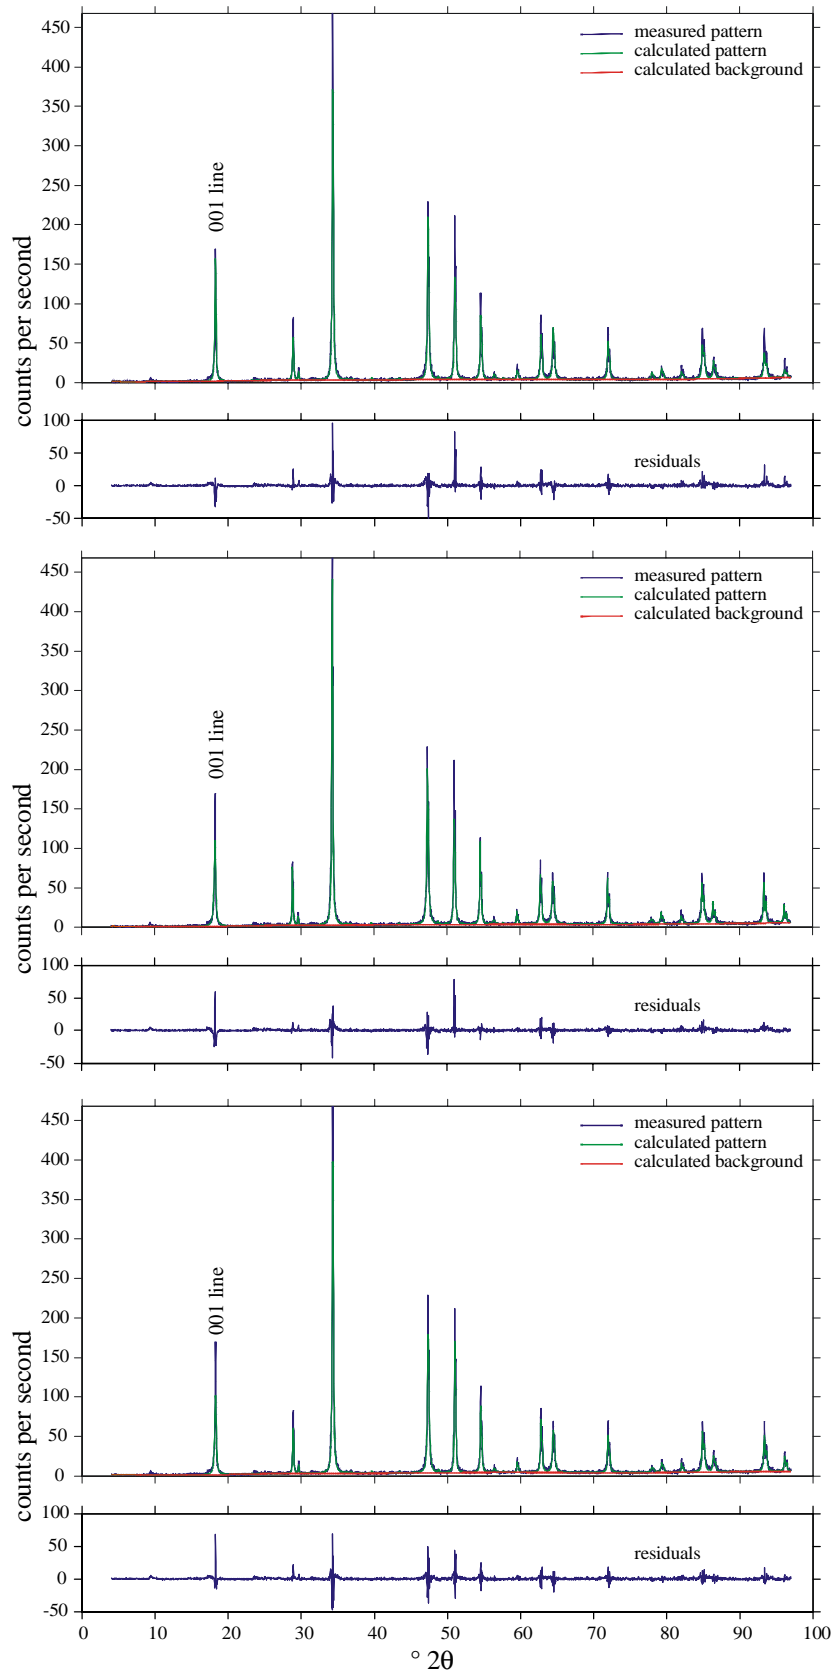 450
400
350
300
250
200
150
100
50
0
counts per second
001 line
measured pattern
calculated pattern
calculated background
100
50
0
-50
residuals
450
400
350
300
250
200
150
100
50
0
counts per second
001 line
measured pattern
calculated pattern
calculated background
100
50
0
-50
residuals
450
400
350
300
250
200
150
100
50
0
counts per second
001 line
measured pattern
calculated pattern
calculated background
100
50
0
-50
residuals
0 10 20 30 40 50 60 70 80 90 100
° 2θ